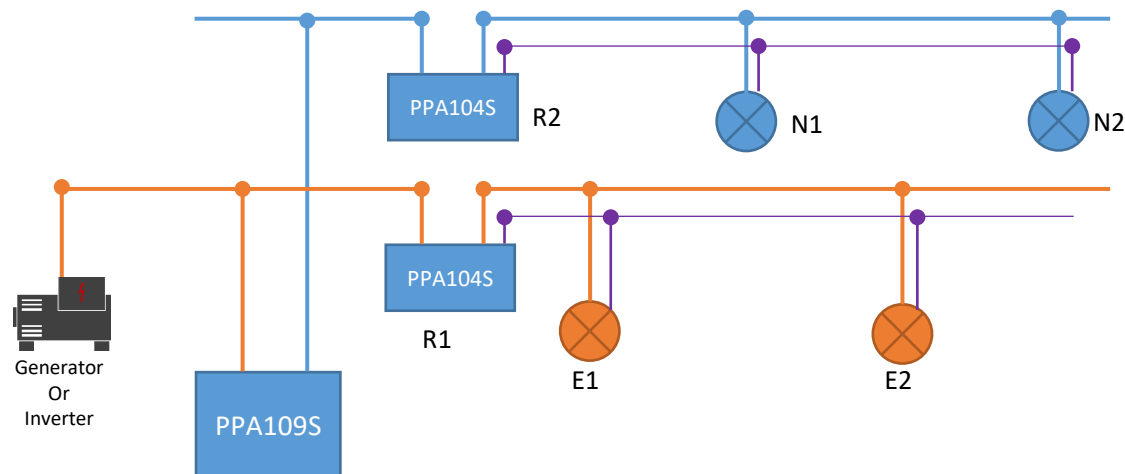 PPA104S
R2
N1
N2
PPA104S
R1
E1
E2
Generator
Or
Inverter
PPA109S